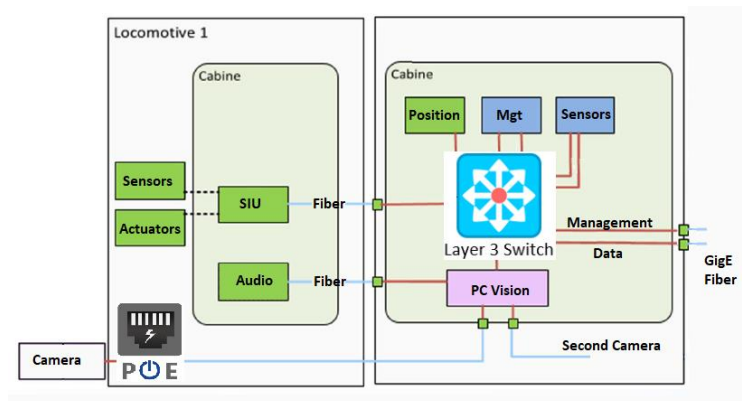 Locomotive 1
Cabine
Cabine
Position
Mgt
Sensors
Sensors
SIU
Fiber
Actuators
Management
Layer 3 Switch
Data
GigE
Fiber
Audio
Fiber
PC Vision
Second Camera
Camera
POE